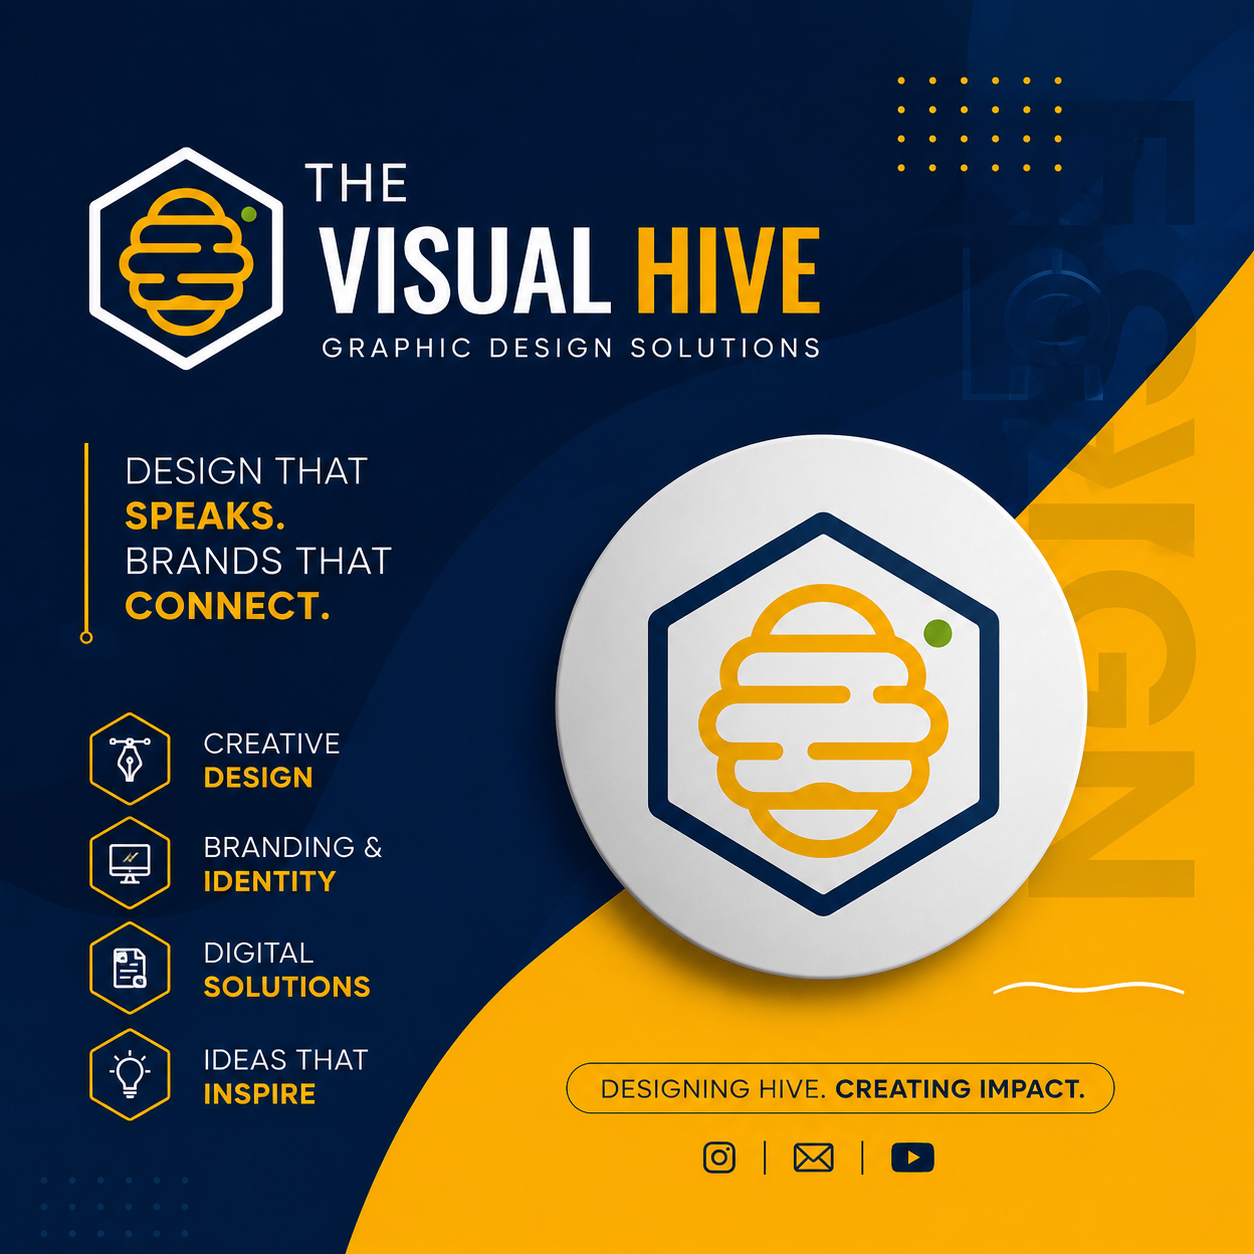 THE
VISUAL HIVE
GRAPHIC DESIGN SOLUTIONS
DESIGN THAT
SPEAKS.
BRANDS THAT
CONNECT.
CREATIVE
DESIGN
BRANDING &
IDENTITY
DIGITAL
SOLUTIONS
IDEAS THAT
INSPIRE
DESIGNING HIVE. CREATING IMPACT.